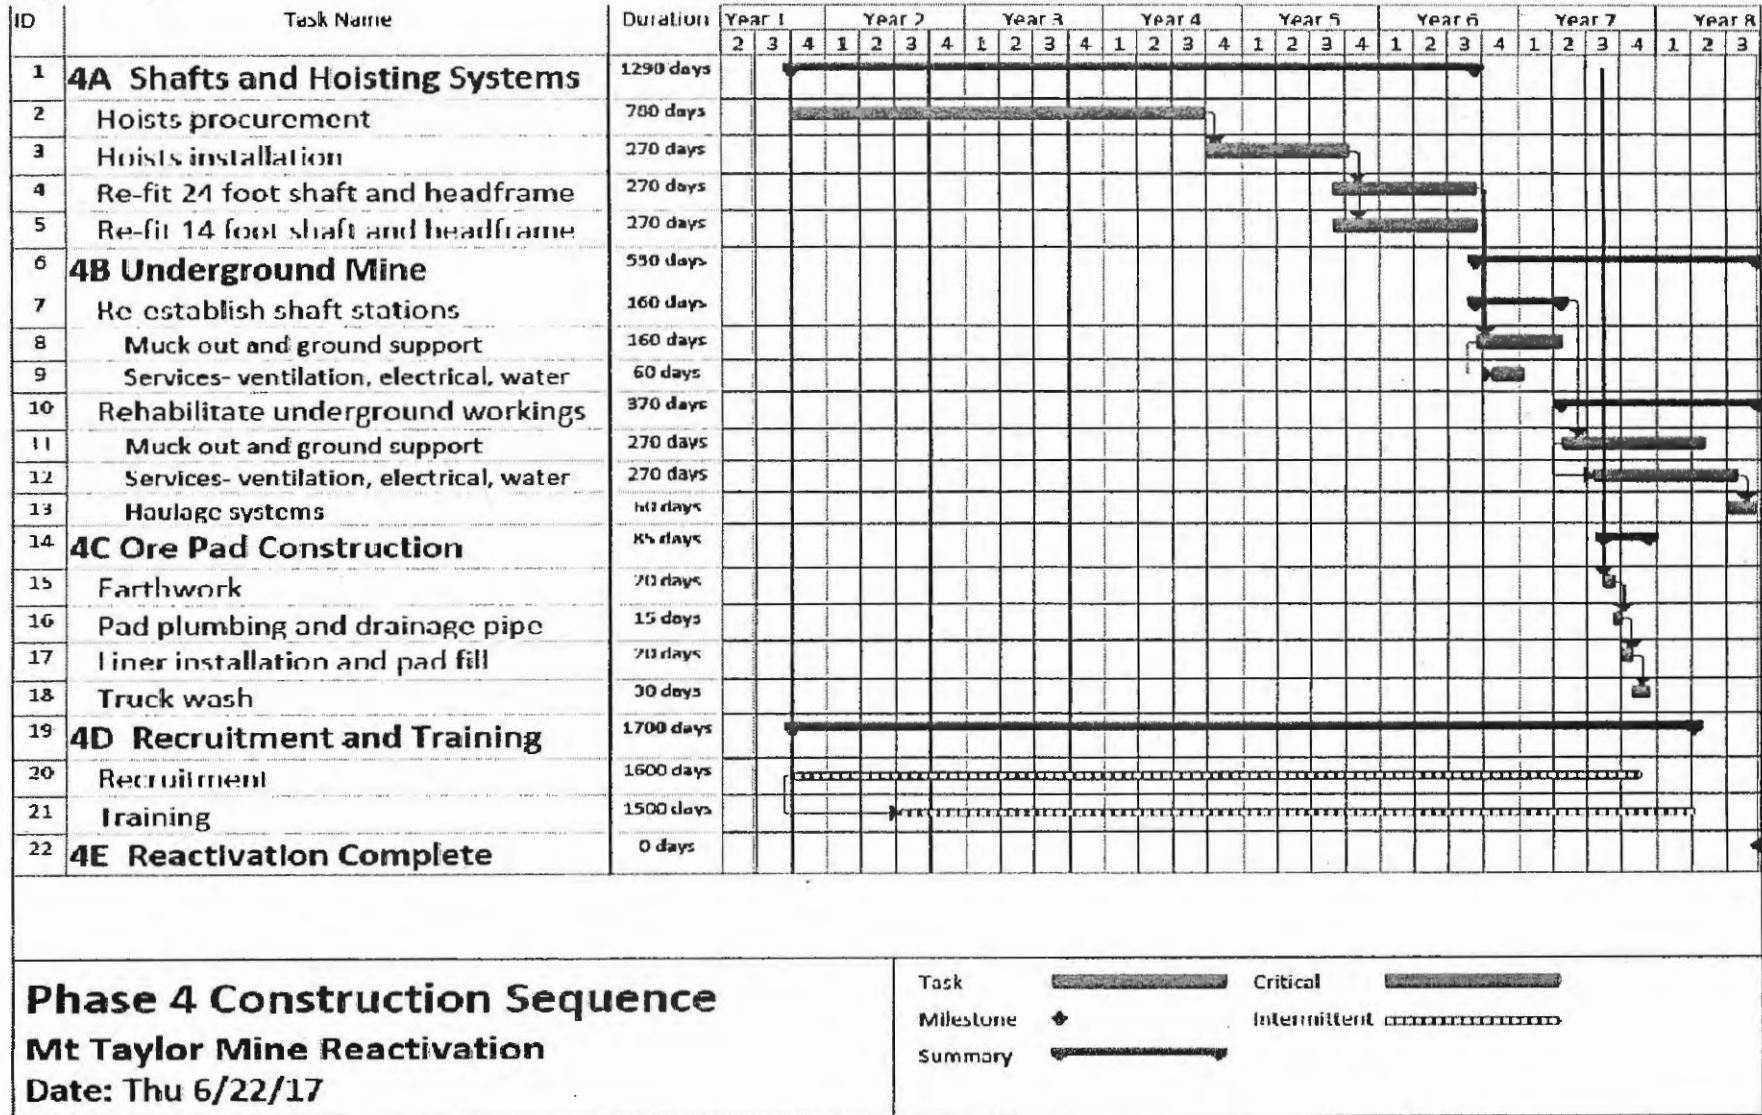 ID Task Name Duration Year 1 Year 2 Year 3 Year 4 Year 5 Year 6 Year 7 Year 8
2 3 4 1 2 3 4 1 2 3 4 1 2 3 4 1 2 3 4 1 2 3 4 1 2 3 4 1 2 3
1 4A Shafts and Hoisting Systems 1290 days
2 Hoists procurement 780 days
3 Hoists installation 270 days
4 Re-fit 24 foot shaft and headframe 270 days
5 Re-fit 14 foot shaft and headframe 270 days
6 4B Underground Mine 550 days
7 Re establish shaft stations 160 days
8 Muck out and ground support 160 days
9 Services- ventilation, electrical, water 60 days
10 Rehabilitate underground workings 370 days
11 Muck out and ground support 270 days
12 Services- ventilation, electrical, water 270 days
13 Haulage systems 60 days
14 4C Ore Pad Construction 85 days
15 Earthwork 20 days
16 Pad plumbing and drainage pipe 15 days
17 Liner installation and pad fill 20 days
18 Truck wash 30 days
19 4D Recruitment and Training 1700 days
20 Recruitment 1600 days
21 Training 1500 days
22 4E Reactivation Complete 0 days
Phase 4 Construction Sequence
Mt Taylor Mine Reactivation
Date: Thu 6/22/17
Task Critical
Milestone Intermittent
Summary